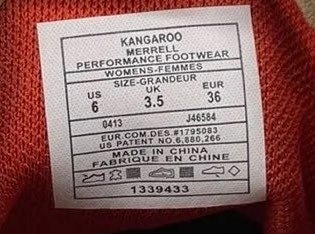 KANGAROO
MERRELL
PERFORMANCE FOOTWEAR
WOMENS-FEMMES
SIZE-GRANDEUR
US UK EUR
6 3.5 36
0413 J46584
EUR.COM.DES.#1795083
US PATENT NO.6,880,266
MADE IN CHINA
FABRIQUE EN CHINE
1339433